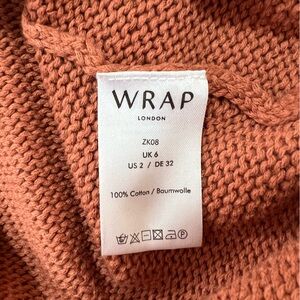 WRAP
LONDON
ZK08
UK 6
US 2 / DE 32
100% Cotton / Baumwolle